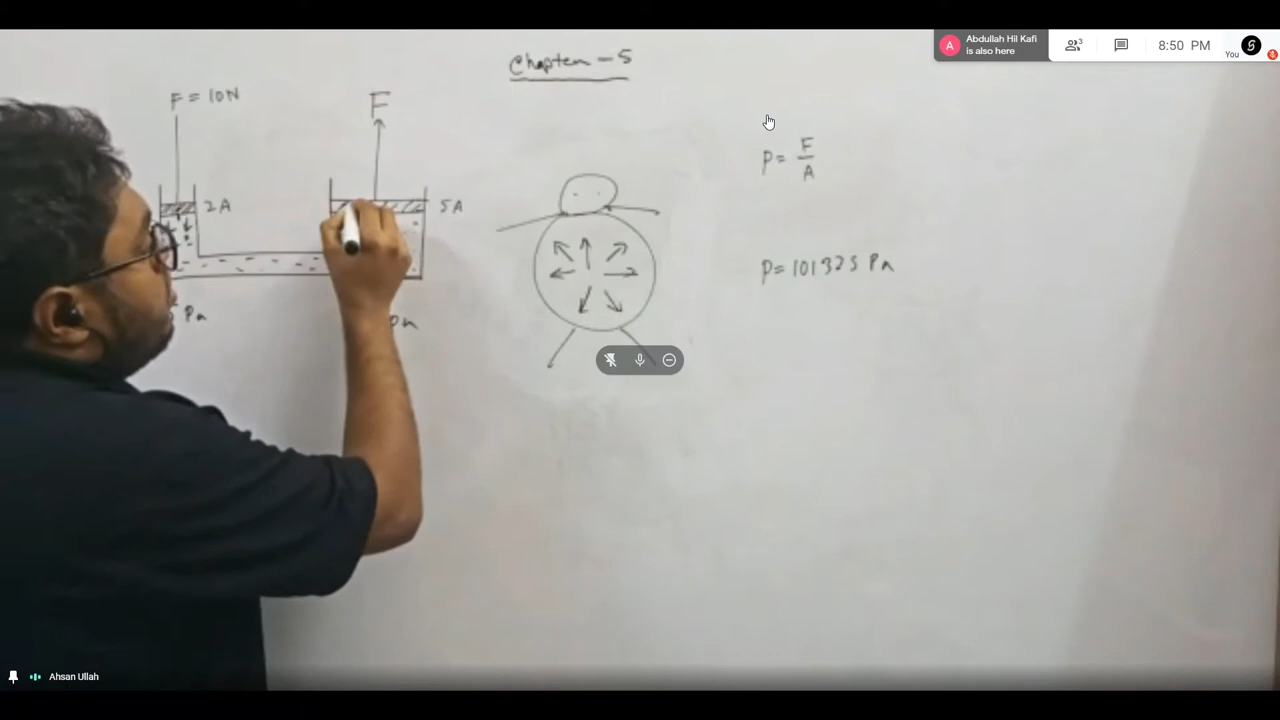 Abdullah Hil Kafi
is also here
3
8:50 PM
You
Chapter - 5
F = 10N
F
2A
5A
P = F/A
P = 101325 Pa
Pa
Ahsan Ullah